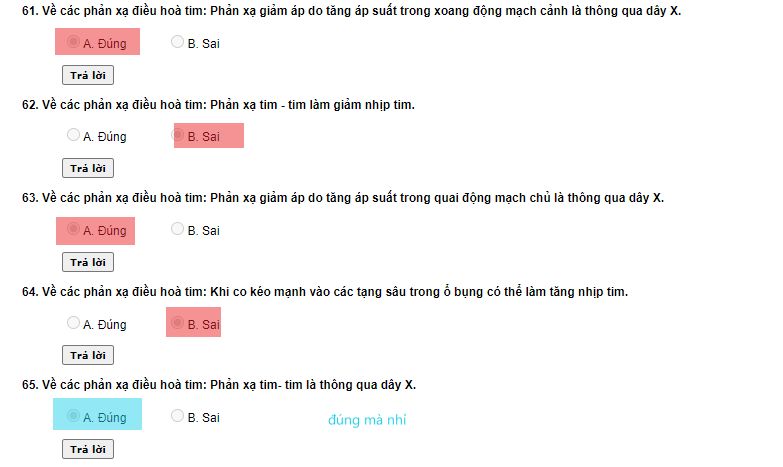 61. Về các phản xạ điều hoà tim: Phản xạ giảm áp do tăng áp suất trong xoang động mạch cảnh là thông qua dây X.
A. Đúng B. Sai
Trả lời
62. Về các phản xạ điều hoà tim: Phản xạ tim - tim làm giảm nhịp tim.
A. Đúng B. Sai
Trả lời
63. Về các phản xạ điều hoà tim: Phản xạ giảm áp do tăng áp suất trong quai động mạch chủ là thông qua dây X.
A. Đúng B. Sai
Trả lời
64. Về các phản xạ điều hoà tim: Khi co kéo mạnh vào các tạng sâu trong ổ bụng có thể làm tăng nhịp tim.
A. Đúng B. Sai
Trả lời
65. Về các phản xạ điều hoà tim: Phản xạ tim- tim là thông qua dây X.
A. Đúng B. Sai đúng mà nhỉ
Trả lời